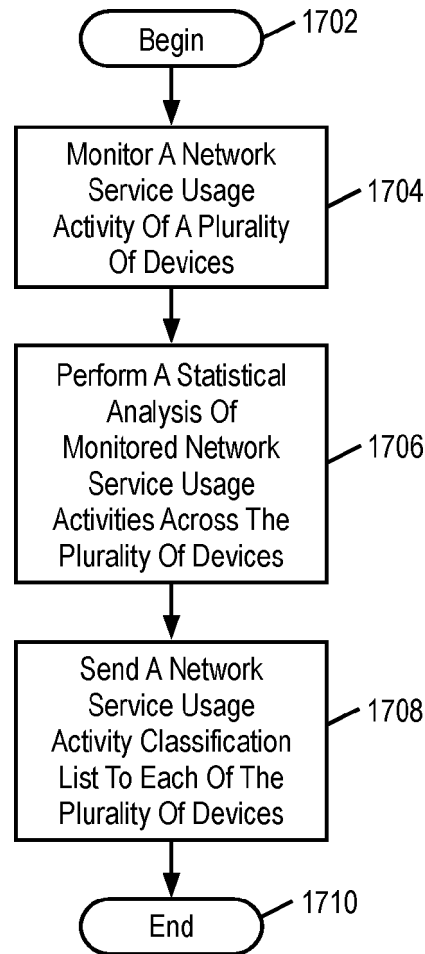 Begin
1702
Monitor A Network
Service Usage
Activity Of A Plurality
Of Devices
1704
Perform A Statistical
Analysis Of
Monitored Network
Service Usage
Activities Across The
Plurality Of Devices
1706
Send A Network
Service Usage
Activity Classification
List To Each Of The
Plurality Of Devices
1708
End
1710